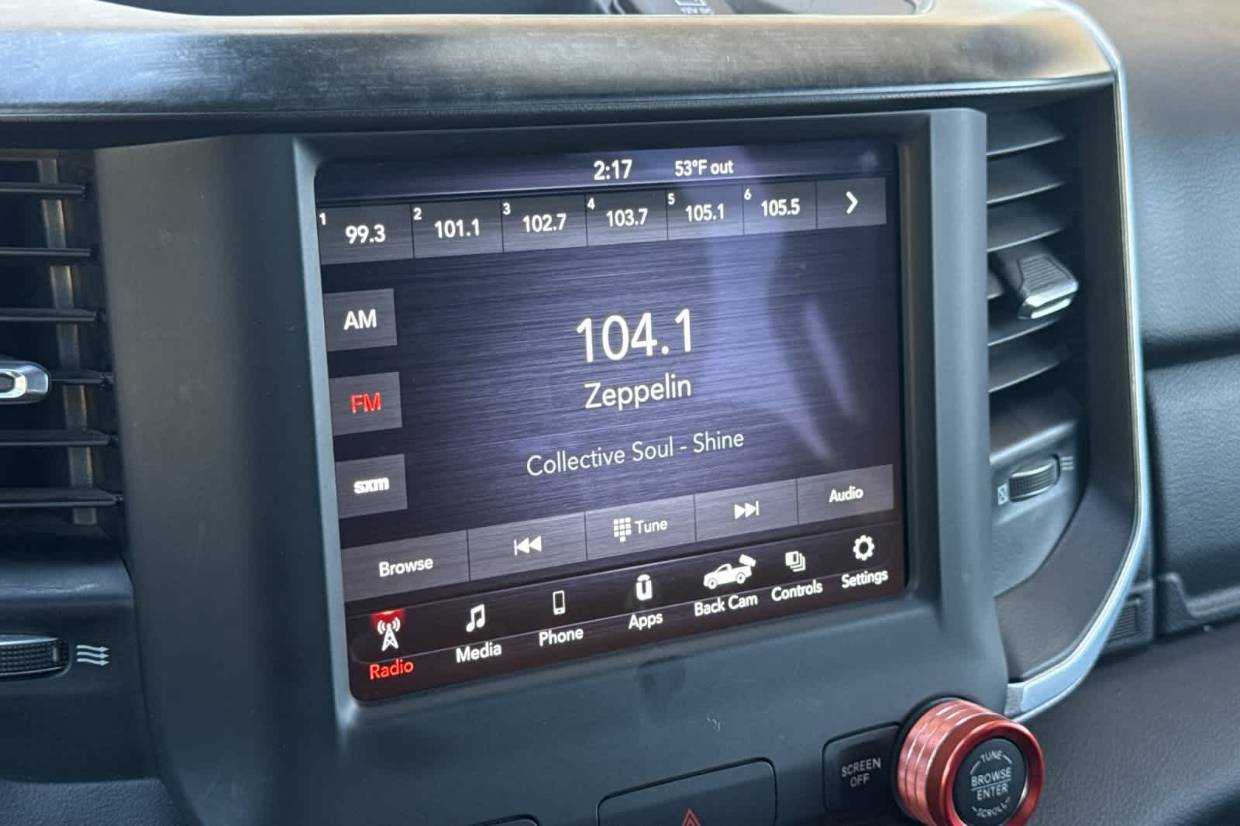 2:17 53°F out
1 99.3 2 101.1 3 102.7 4 103.7 5 105.1 6 105.5
AM
104.1
FM
Zeppelin
Collective Soul - Shine
sxm
Browse Tune Audio
Radio Media Phone Apps Back Cam Controls Settings
SCREEN
OFF
TUNE
BROWSE
ENTER
SCROLL